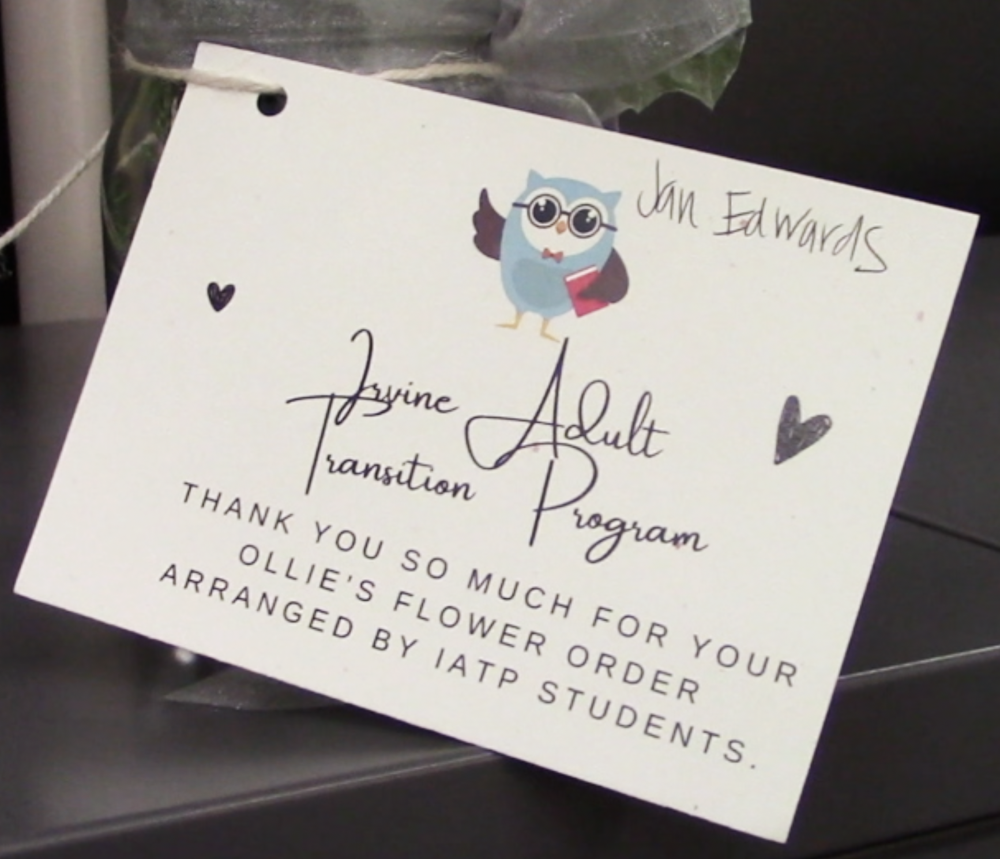 Jan Edwards
Irvine Adult
Transition Program
THANK YOU SO MUCH FOR YOUR
OLLIE'S FLOWER ORDER
ARRANGED BY IATP STUDENTS.